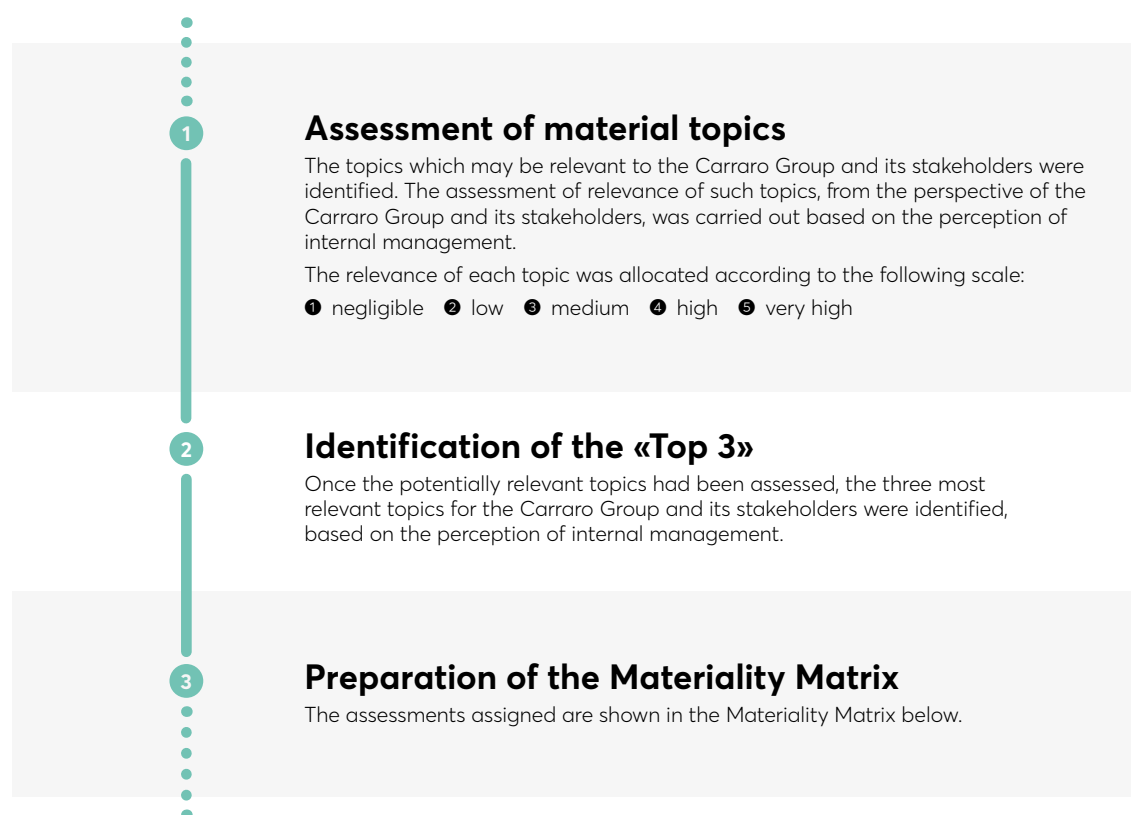 1
Assessment of material topics
The topics which may be relevant to the Carraro Group and its stakeholders were
identified. The assessment of relevance of such topics, from the perspective of the
Carraro Group and its stakeholders, was carried out based on the perception of
internal management.
The relevance of each topic was allocated according to the following scale:
❶ negligible ❷ low ❸ medium ❹ high ❺ very high
2
Identification of the «Top 3»
Once the potentially relevant topics had been assessed, the three most
relevant topics for the Carraro Group and its stakeholders were identified,
based on the perception of internal management.
3
Preparation of the Materiality Matrix
The assessments assigned are shown in the Materiality Matrix below.